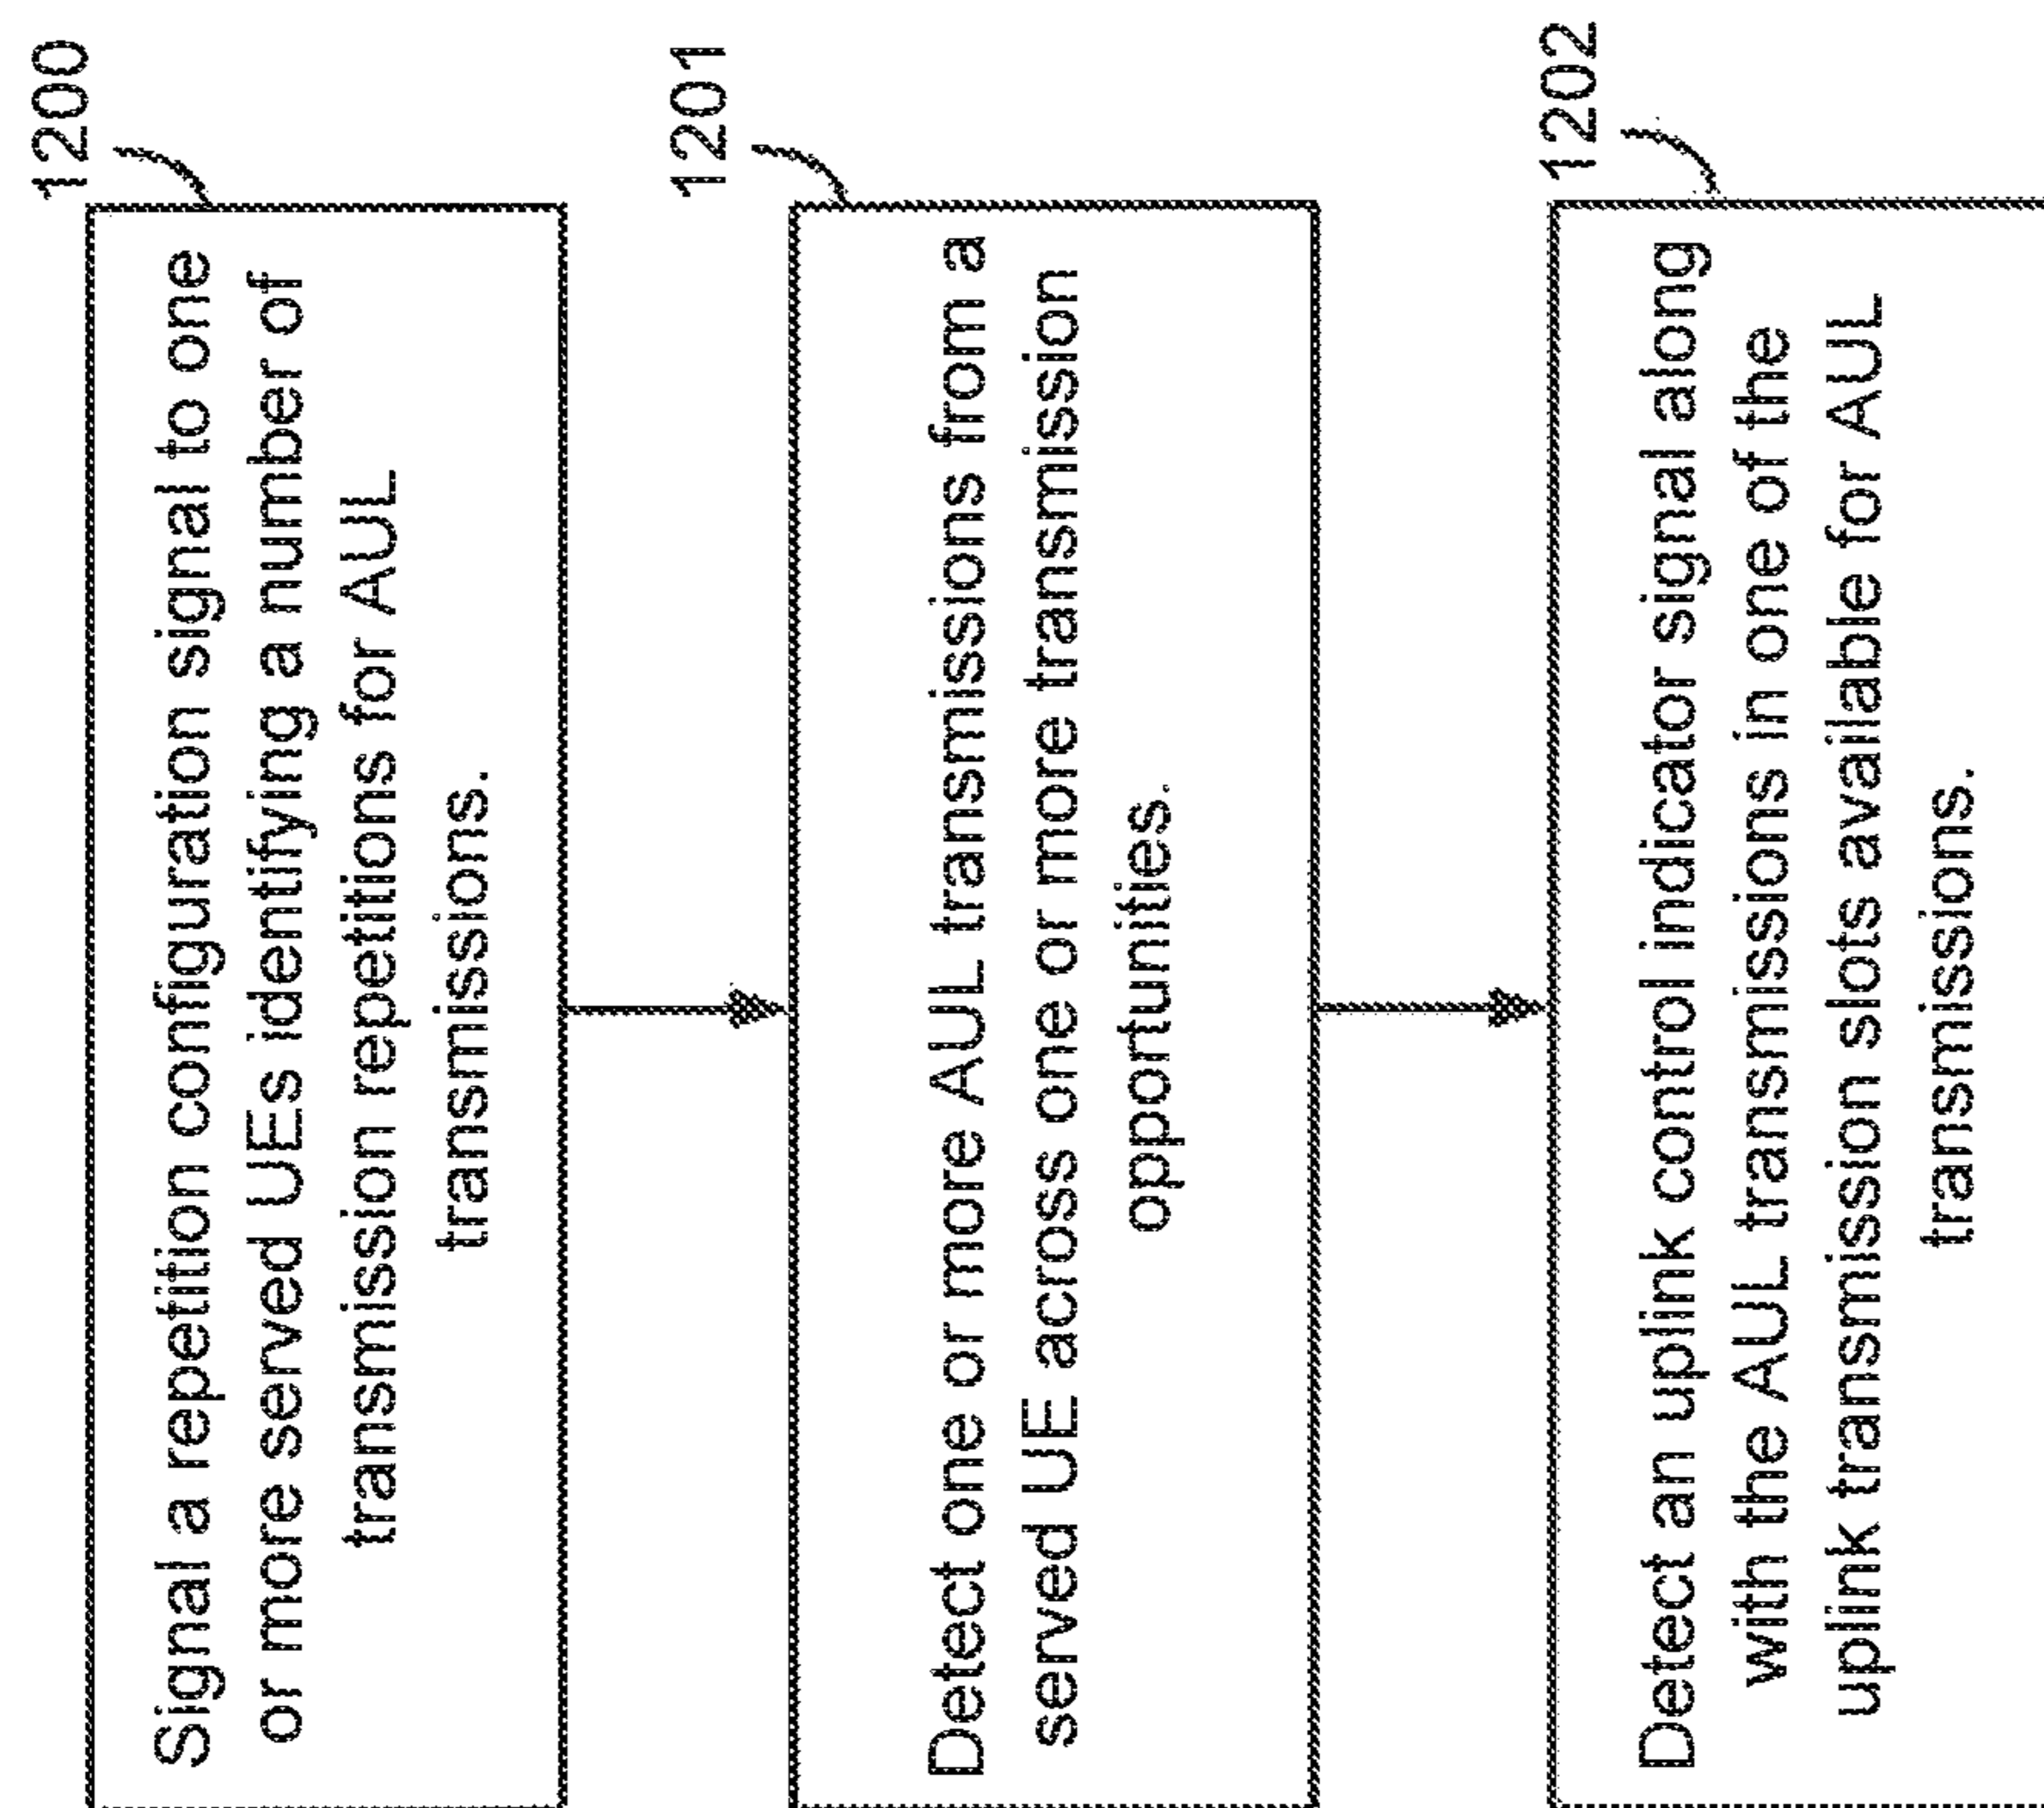 1200
Signal a repetition configuration signal to one
or more served UEs identifying a number of
transmission repetitions for AUL
transmissions.
1201
Detect one or more AUL transmissions from a
served UE across one or more transmission
opportunities.
1202
Detect an uplink control indicator signal along
with the AUL transmissions in one of the
uplink transmission slots available for AUL
transmissions.